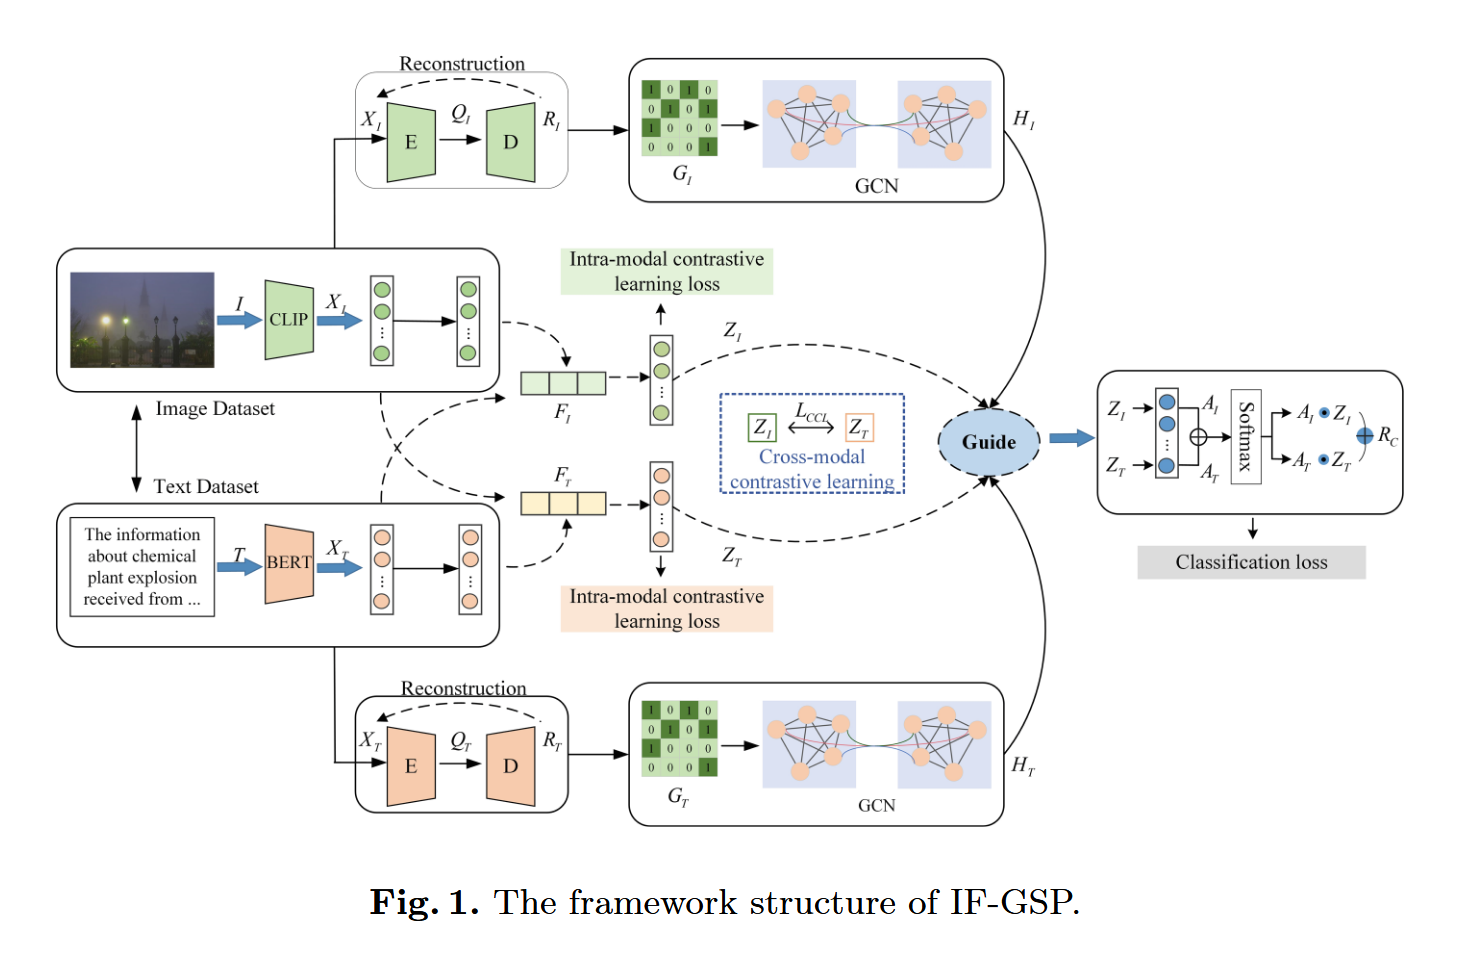 Reconstruction
X_I
E
Q_I
D
R_I
1 0 1 0
0 1 0 1
1 0 0 0
0 0 0 1
G_I
GCN
H_I
I
CLIP
X_I
Image Dataset
Intra-modal contrastive
learning loss
F_I
Z_I
Z_I
L_CCL
Z_T
Cross-modal
contrastive learning
Guide
Z_I
Z_T
A_I
A_T
Softmax
A_I Z_I
A_T Z_T
R_C
Classification loss
Text Dataset
The information
about chemical
plant explosion
received from ...
T
BERT
X_T
F_T
Z_T
Intra-modal contrastive
learning loss
Reconstruction
X_T
E
Q_T
D
R_T
1 0 1 0
0 1 0 1
1 0 0 0
0 0 0 1
G_T
GCN
H_T
Fig. 1. The framework structure of IF-GSP.